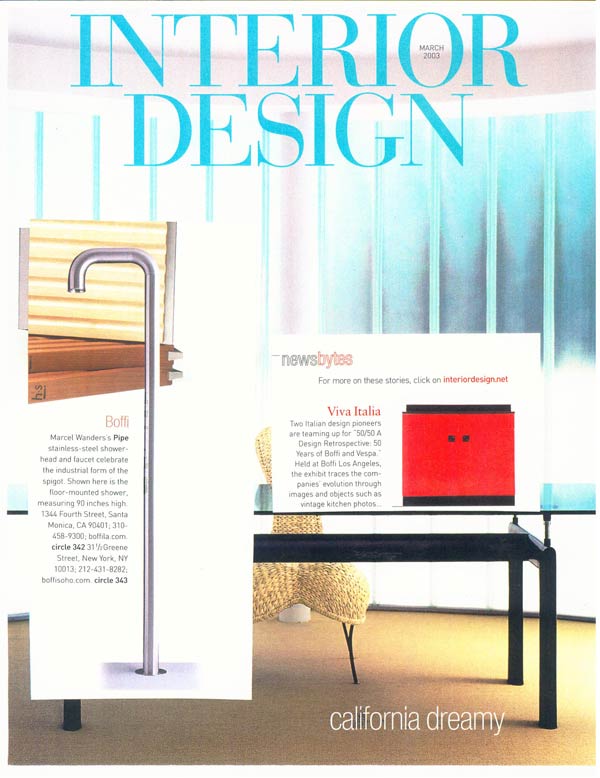 INTERIOR
MARCH
2003
DESIGN
newsbytes
For more on these stories, click on interiordesign.net
Viva Italia
Two Italian design pioneers
are teaming up for "50/50 A
Design Retrospective: 50
Years of Boffi and Vespa."
Held at Boffi Los Angeles,
the exhibit traces the com-
panies' evolution through
images and objects such as
vintage kitchen photos...
Boffi
Marcel Wanders's Pipe
stainless-steel shower-
head and faucet celebrate
the industrial form of the
spigot. Shown here is the
floor-mounted shower,
measuring 90 inches high.
1344 Fourth Street, Santa
Monica, CA 90401; 310-
458-9300; boffila.com.
circle 342 31½Greene
Street, New York, NY
10013; 212-431-8282;
boffisoho.com. circle 343
california dreamy